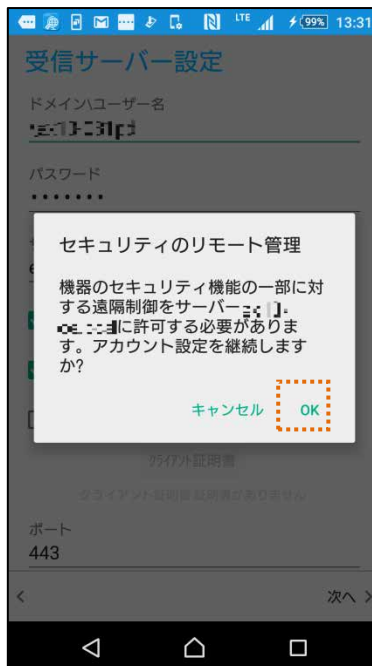 LTE 99% 13:31
受信サーバー設定
ドメイン\ユーザー名
パスワード
セキュリティのリモート管理
機器のセキュリティ機能の一部に対
する遠隔制御をサーバー
に許可する必要がありま
す。アカウント設定を継続します
か?
キャンセル OK
クライアント証明書
ポート
443
次へ